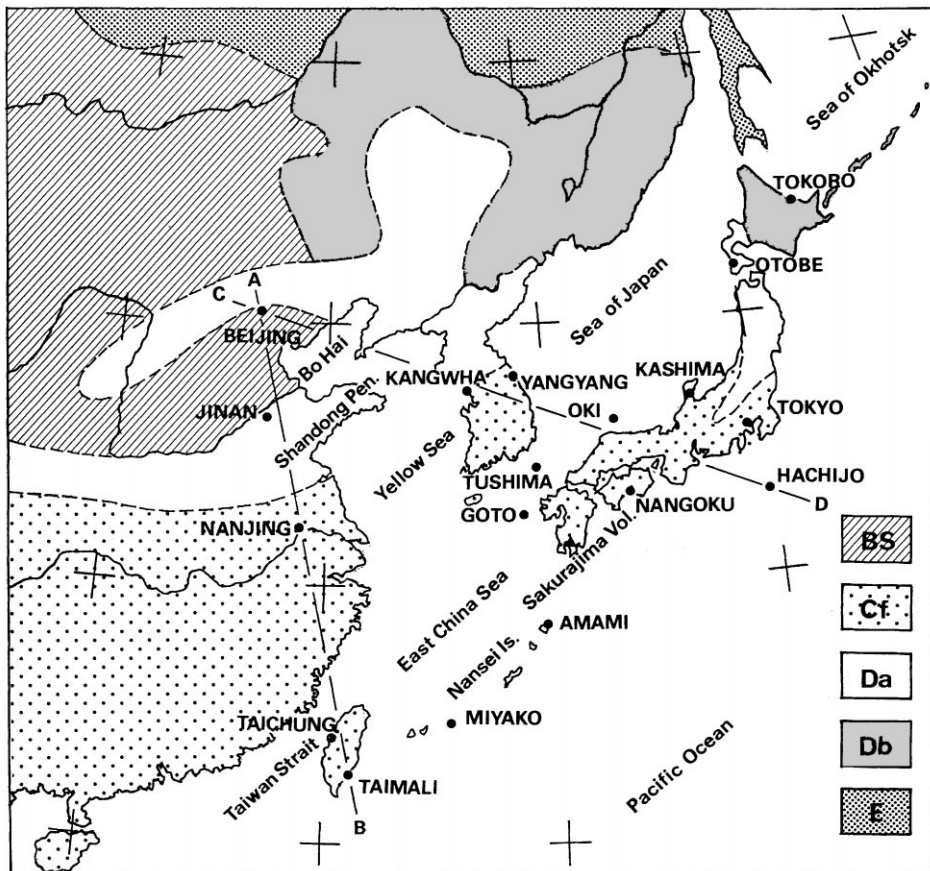 Sea of Okhotsk
TOKOBO
OTOBE
Sea of Japan
A
C
BEIJING
Bo Hai
KANGWHA
YANGYANG
KASHIMA
JINAN
Shandong Pen.
OKI
TOKYO
Yellow Sea
TUSHIMA
HACHIJO
NANGOKU
D
GOTO
NANJING
Sakurajima Vol.
BS
East China Sea
Cf
AMAMI
Nansei Is.
Da
MIYAKO
TAICHUNG
Taiwan Strait
Pacific Ocean
Db
TAIMALI
B
E